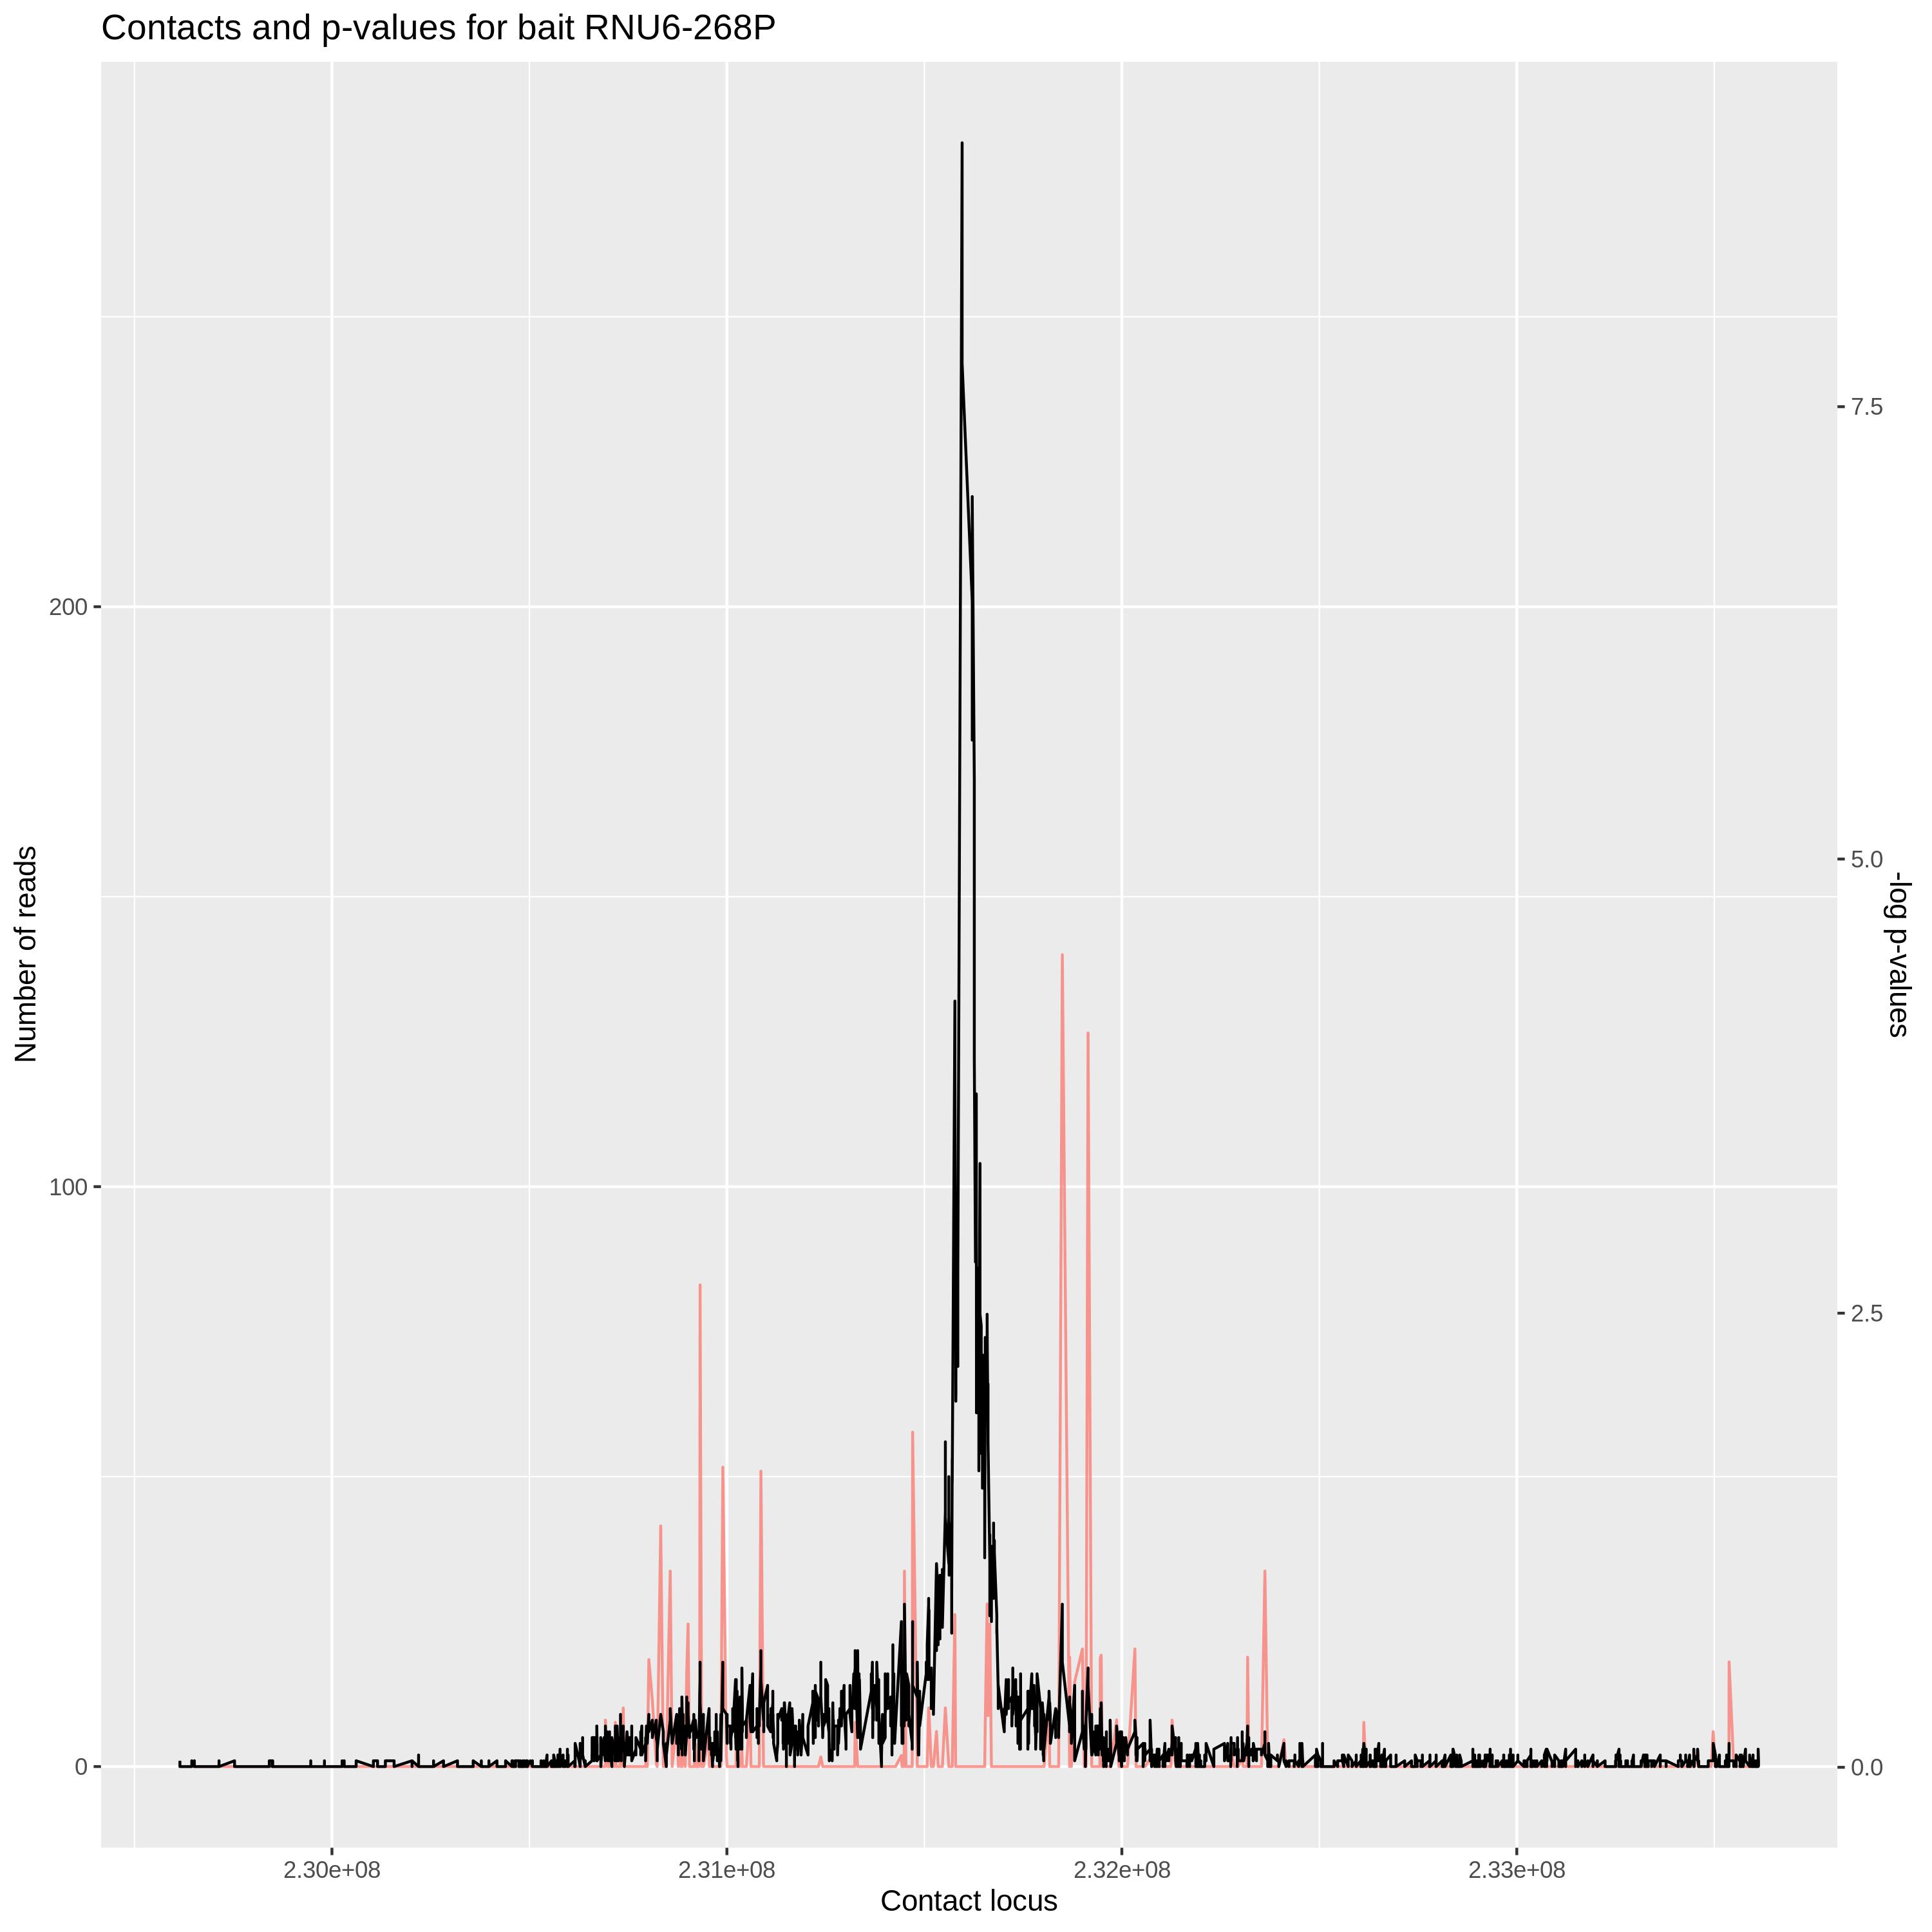 Contacts and p-values for bait RNU6-268P
Number of reads
200
100
0
7.5
5.0
2.5
0.0
-log p-values
2.30e+08
2.31e+08
2.32e+08
2.33e+08
Contact locus